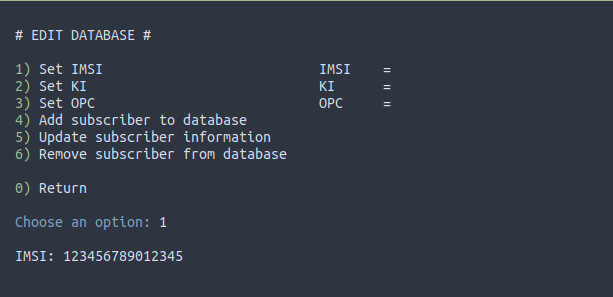 # EDIT DATABASE #
1) Set IMSI IMSI =
2) Set KI KI =
3) Set OPC OPC =
4) Add subscriber to database
5) Update subscriber information
6) Remove subscriber from database
0) Return
Choose an option: 1
IMSI: 123456789012345